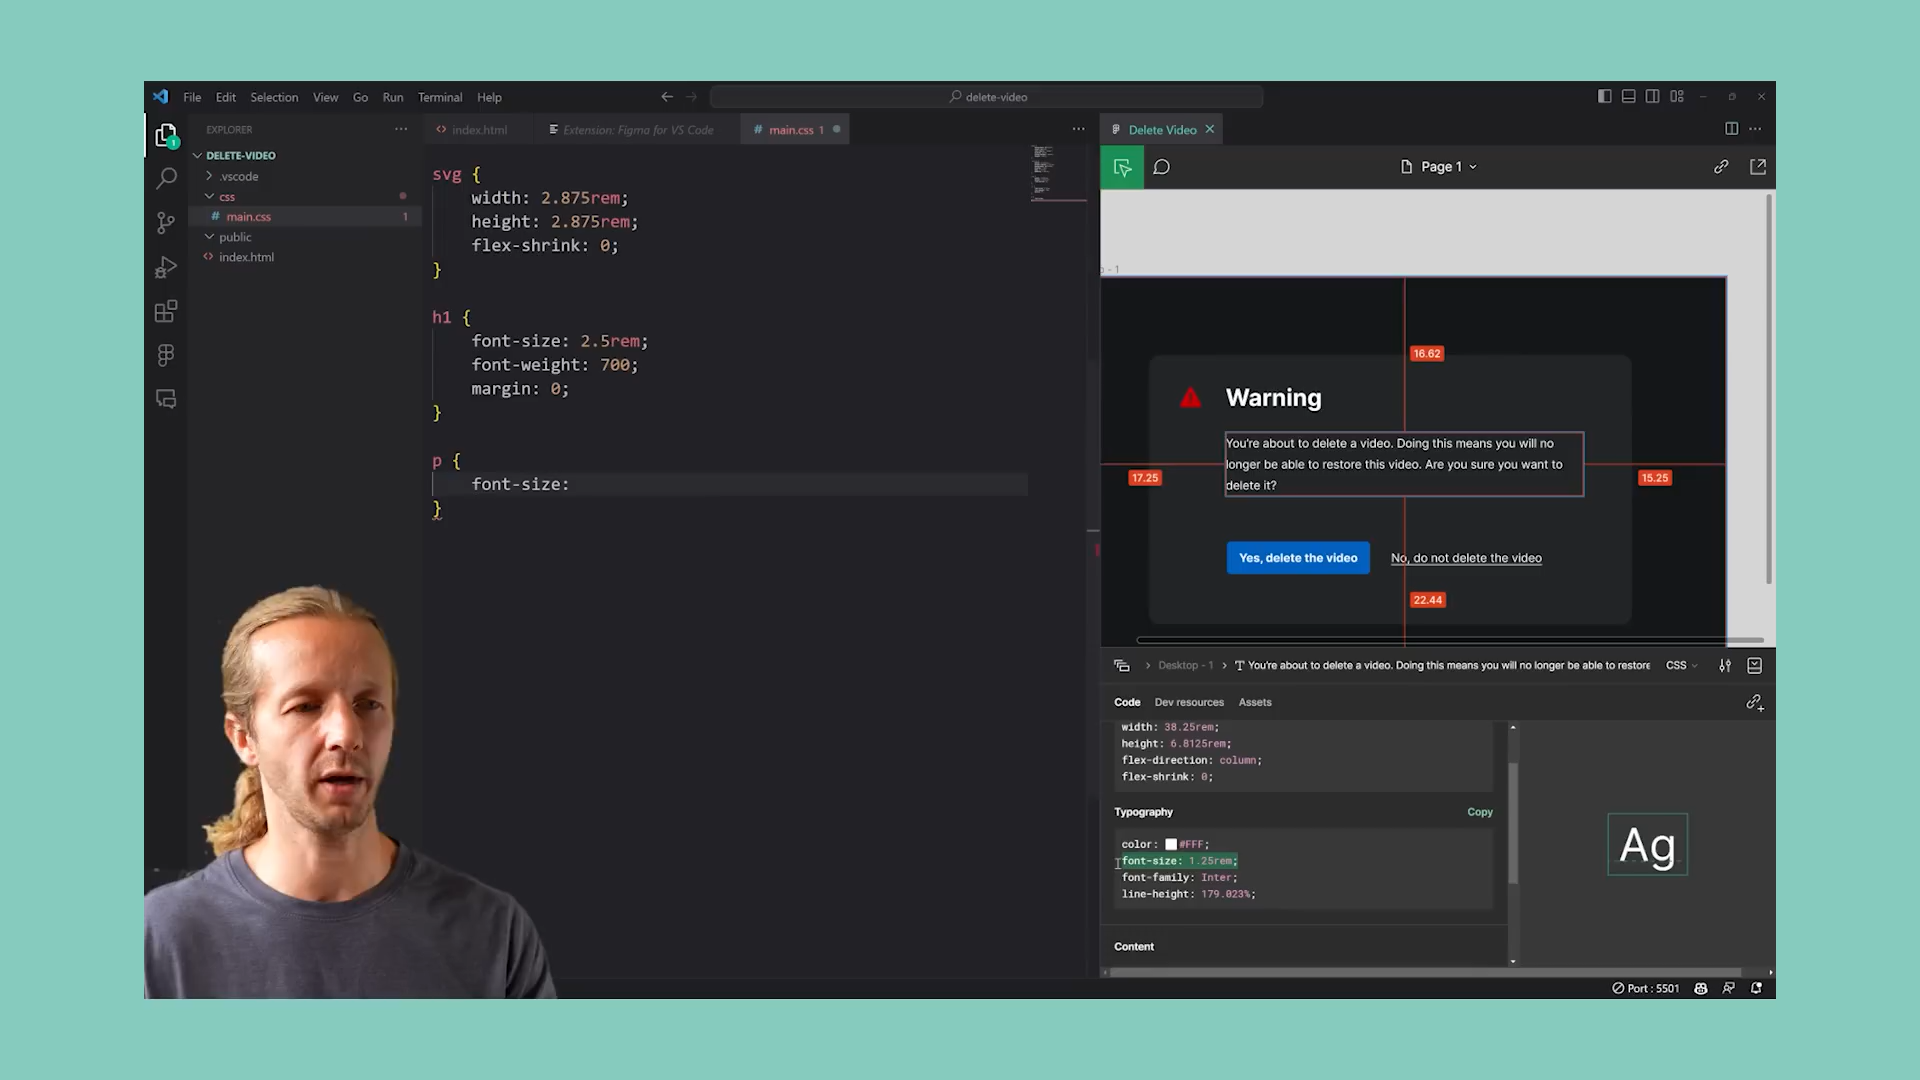 File Edit Selection View Go Run Terminal Help
delete-video
EXPLORER
DELETE-VIDEO
.vscode
css
# main.css 1
public
<> index.html
1
<> index.html
Extension: Figma for VS Code
# main.css 1
svg {
width: 2.875rem;
height: 2.875rem;
flex-shrink: 0;
}
h1 {
font-size: 2.5rem;
font-weight: 700;
margin: 0;
}
p {
font-size:
}
Delete Video
Page 1
- 1
16.62
Warning
You're about to delete a video. Doing this means you will no
longer be able to restore this video. Are you sure you want to
delete it?
17.25
15.25
Yes, delete the video
No, do not delete the video
22.44
Desktop - 1 > You're about to delete a video. Doing this means you will no longer be able to restore
CSS
Code Dev resources Assets
width: 38.25rem;
height: 6.8125rem;
flex-direction: column;
flex-shrink: 0;
Typography
Copy
color: #FFF;
font-size: 1.25rem;
font-family: Inter;
line-height: 179.023%;
Ag
Content
Port : 5501